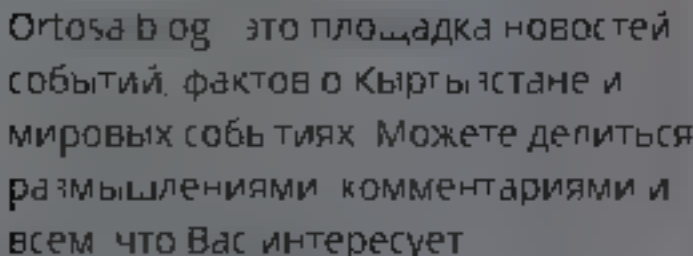 Ortosa blog это площадка новостей
событий, фактов о Кыргызстане и
мировых событиях. Можете делиться
размышлениями, комментариями и
всем, что Вас интересует